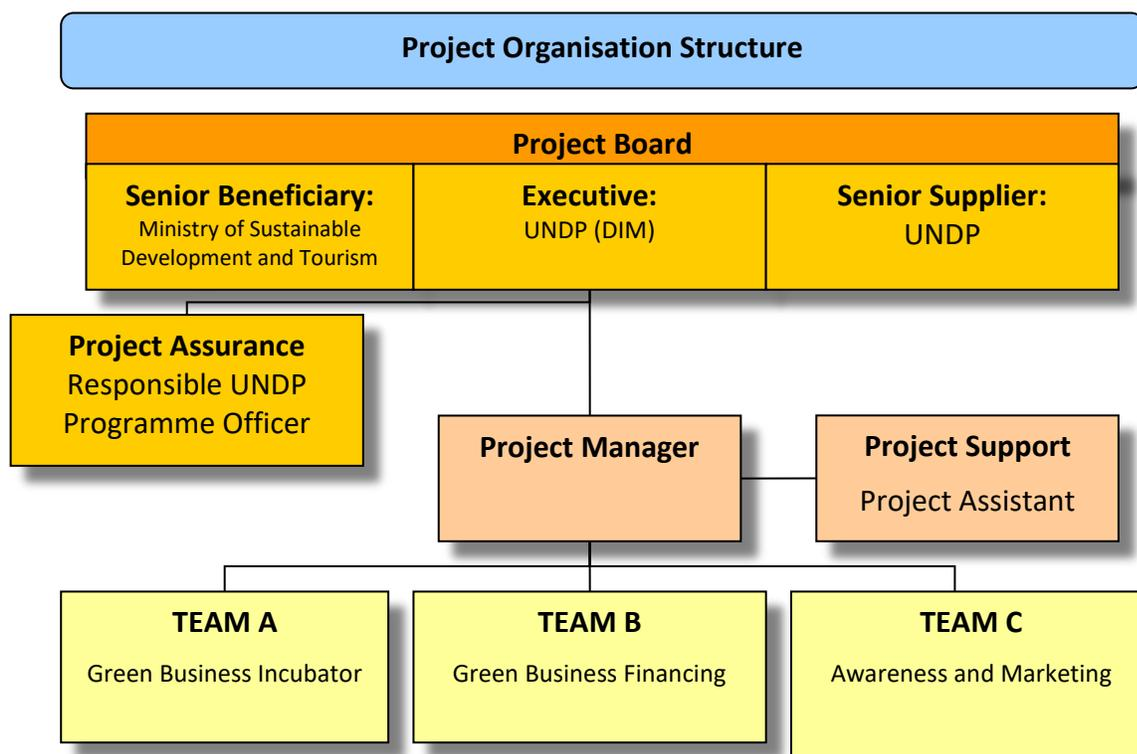 Project Organisation Structure
Project Board
Senior Beneficiary:
Ministry of Sustainable
Development and Tourism
Executive:
UNDP (DIM)
Senior Supplier:
UNDP
Project Assurance
Responsible UNDP
Programme Officer
Project Manager
Project Support
Project Assistant
TEAM A
Green Business Incubator
TEAM B
Green Business Financing
TEAM C
Awareness and Marketing